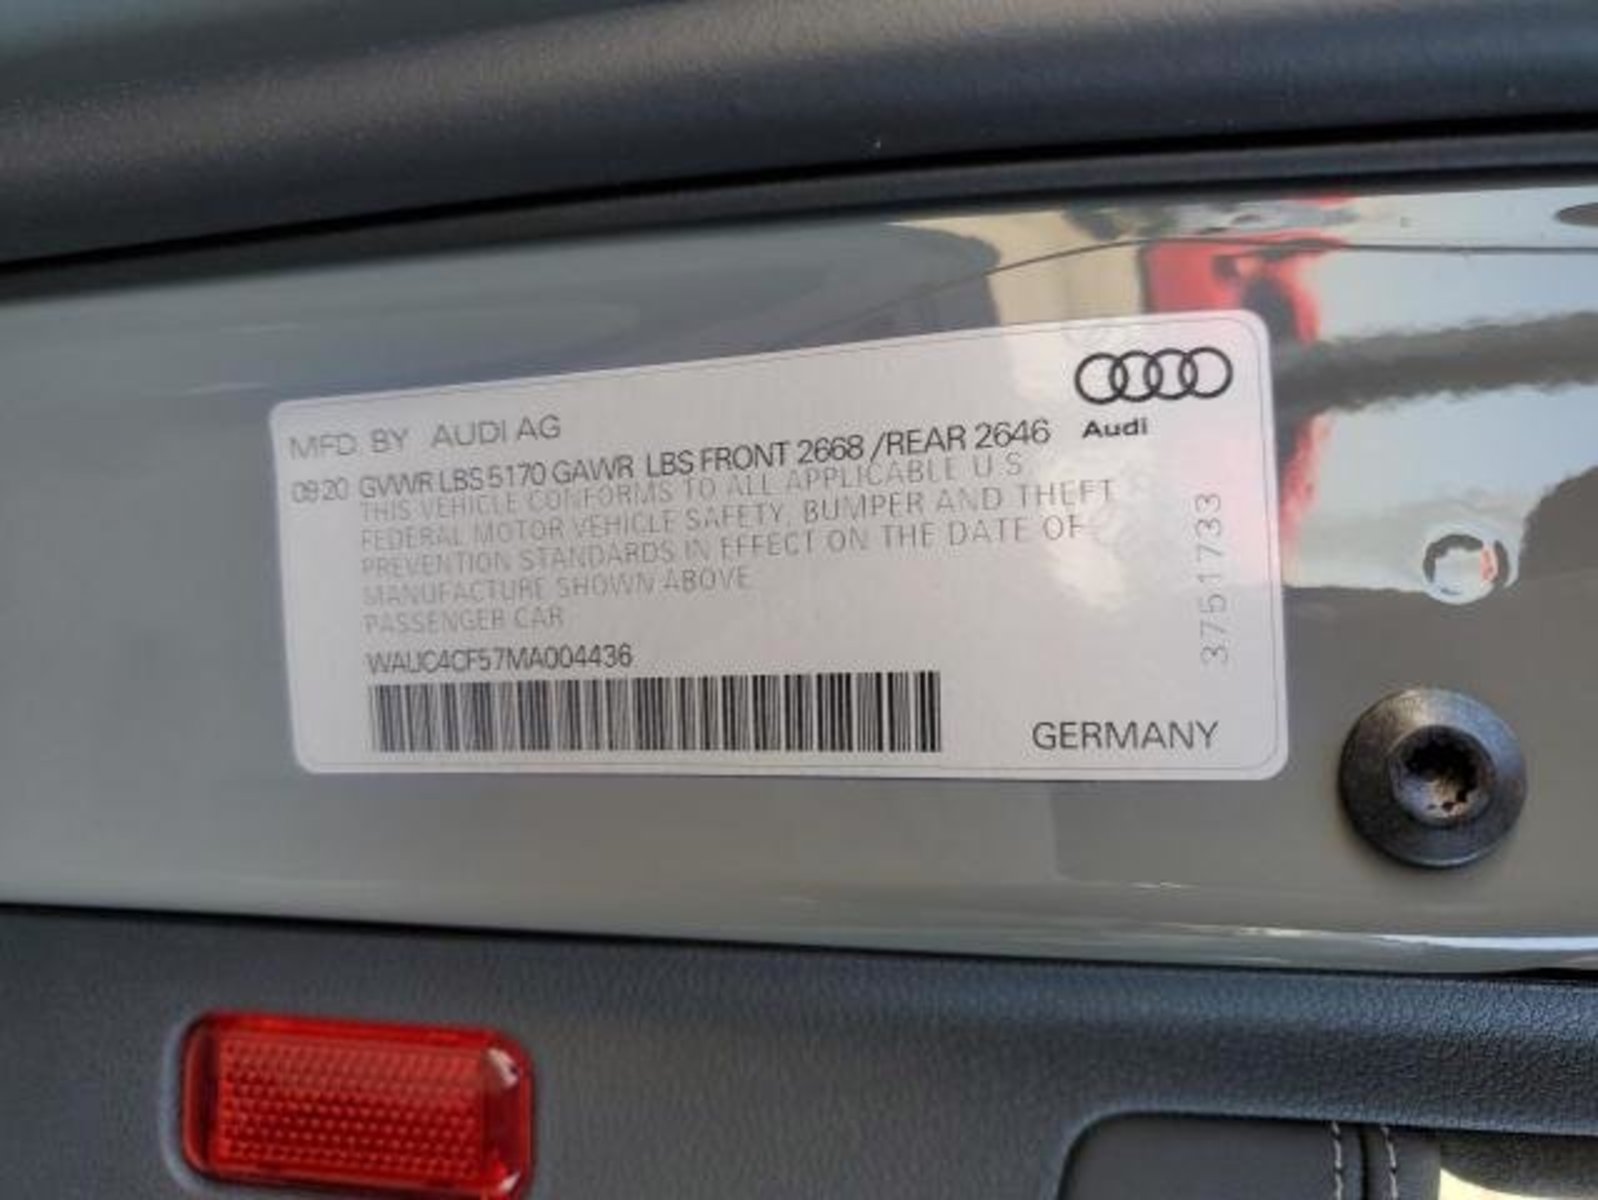 Audi
MFD. BY AUDI AG
09.20 GVWR LBS 5170 GAWR LBS FRONT 2668 /REAR 2646
THIS VEHICLE CONFORMS TO ALL APPLICABLE U.S.
FEDERAL MOTOR VEHICLE SAFETY, BUMPER AND THEFT
PREVENTION STANDARDS IN EFFECT ON THE DATE OF
MANUFACTURE SHOWN ABOVE
PASSENGER CAR
WAUC4CF57MA004436
GERMANY
3751733